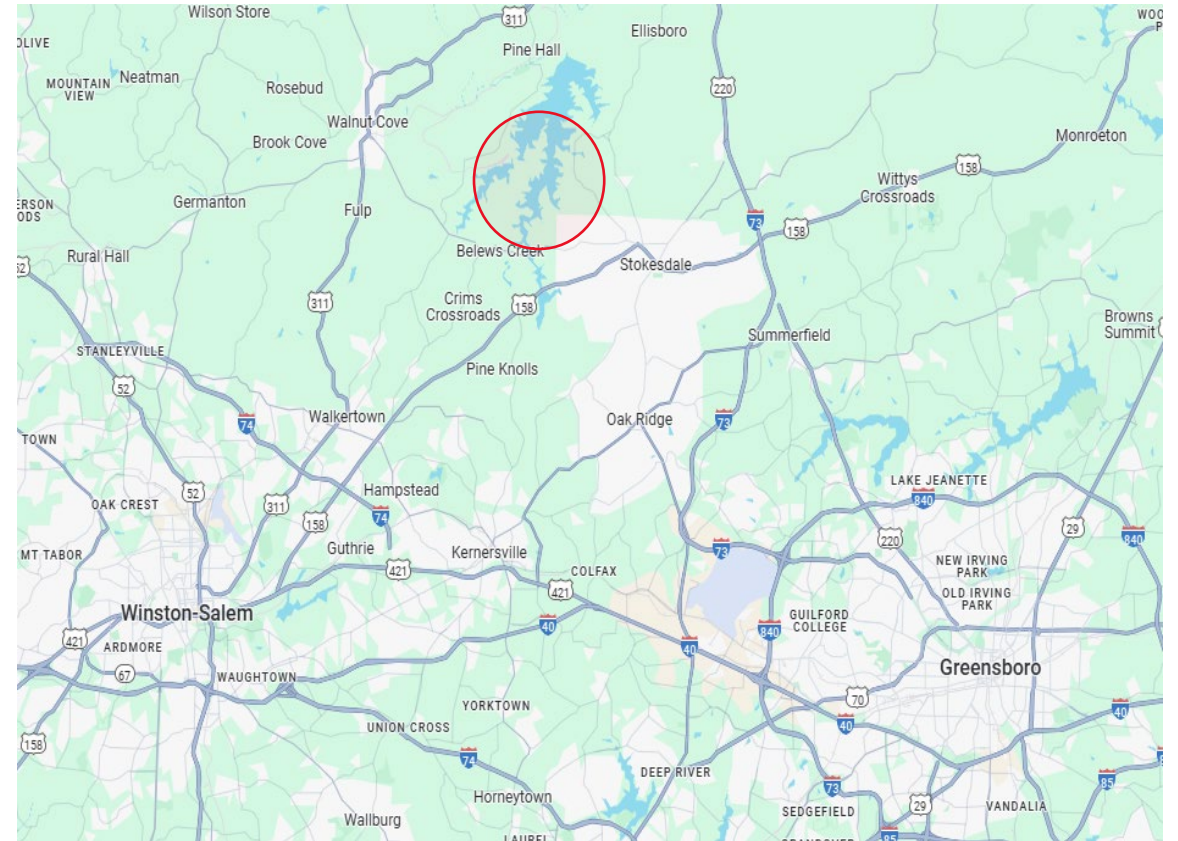 Wilson Store
311
Ellisboro
WOO
P
OLIVE
Pine Hall
MOUNTAIN
VIEW
Neatman
Rosebud
220
Walnut Cove
Brook Cove
Monroeton
158
Wittys
Crossroads
ERSON
ODS
Germanton
Fulp
73
158
Rural Hall
52
Belews Creek
Stokesdale
311
Crims
Crossroads
158
Browns
Summit
Summerfield
STANLEYVILLE
52
Pine Knolls
Walkertown
74
Oak Ridge
73
TOWN
LAKE JEANETTE
840
Hampstead
52
OAK CREST
311
74
158
29
220
840
MT TABOR
Guthrie
Kernersville
73
421
COLFAX
NEW IRVING
PARK
421
OLD IRVING
PARK
Winston-Salem
GUILFORD
COLLEGE
40
840
421
ARDMORE
40
67
WAUGHTOWN
Greensboro
70
YORKTOWN
40
UNION CROSS
40
158
74
DEEP RIVER
85
73
Horneytown
29
SEDGEFIELD
VANDALIA
Wallburg
85
LAUREL